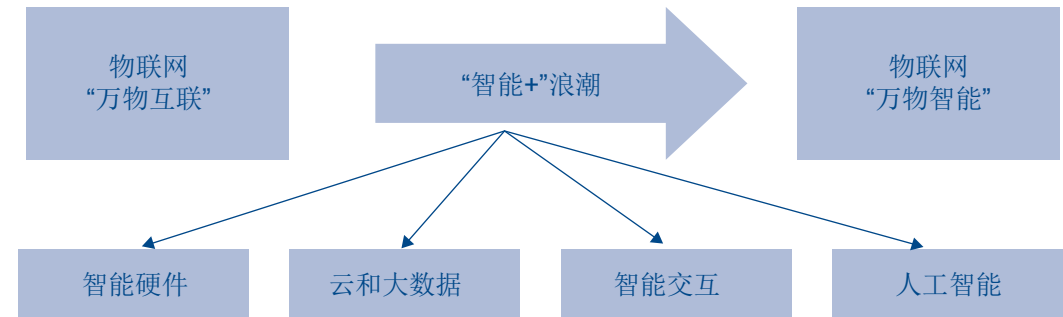 物联网
“万物互联”
“智能+”浪潮
物联网
“万物智能”
智能硬件
云和大数据
智能交互
人工智能